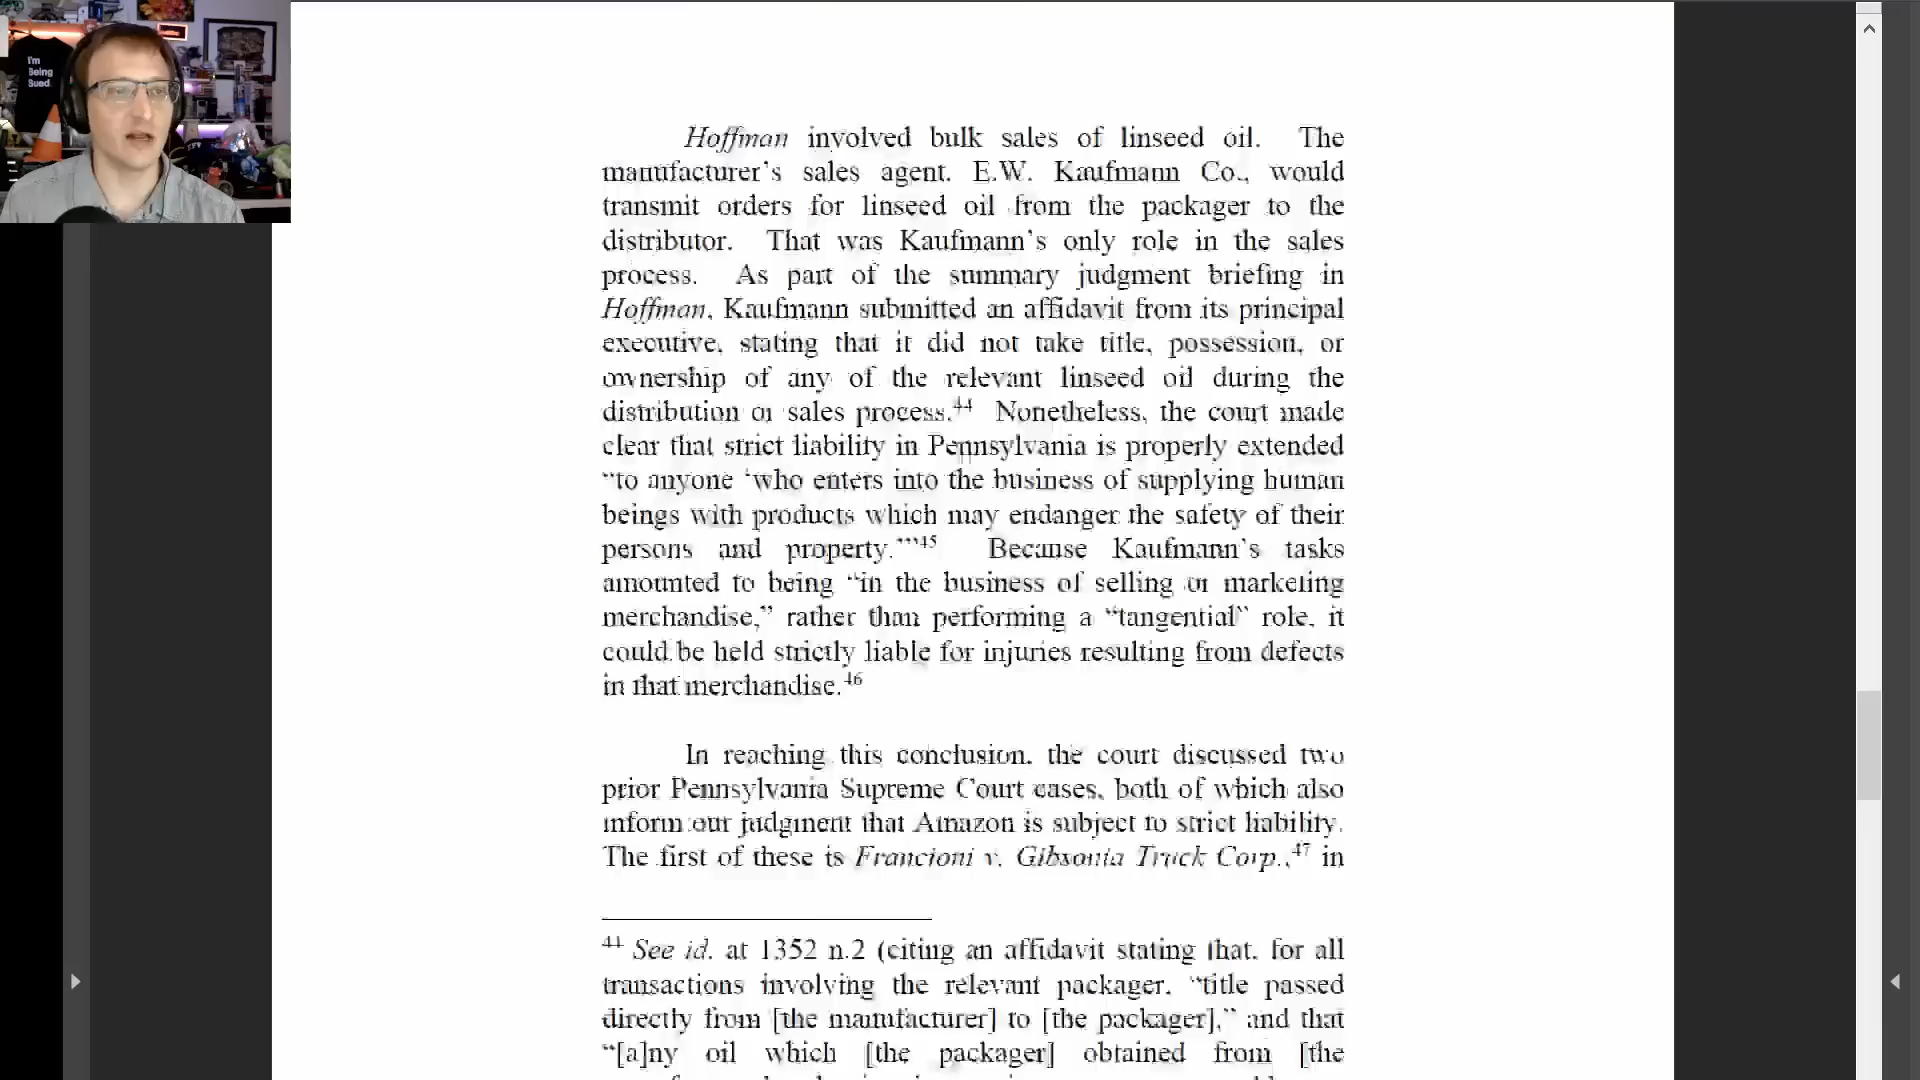 I'm
Being
Sued.
Hoffman involved bulk sales of linseed oil. The
manufacturer's sales agent, E.W. Kaufmann Co., would
transmit orders for linseed oil from the packager to the
distributor. That was Kaufmann's only role in the sales
process. As part of the summary judgment briefing in
Hoffman, Kaufmann submitted an affidavit from its principal
executive, stating that it did not take title, possession, or
ownership of any of the relevant linseed oil during the
distribution or sales process.44 Nonetheless, the court made
clear that strict liability in Pennsylvania is properly extended
“to anyone ‘who enters into the business of supplying human
beings with products which may endanger the safety of their
persons and property.’”45 Because Kaufmann's tasks
amounted to being “in the business of selling or marketing
merchandise,” rather than performing a “tangential” role, it
could be held strictly liable for injuries resulting from defects
in that merchandise.46
In reaching this conclusion, the court discussed two
prior Pennsylvania Supreme Court cases, both of which also
inform our judgment that Amazon is subject to strict liability.
The first of these is Francioni v. Gibsonia Truck Corp.,47 in
44 See id. at 1352 n.2 (citing an affidavit stating that, for all
transactions involving the relevant packager, “title passed
directly from [the manufacturer] to [the packager],” and that
“[a]ny oil which [the packager] obtained from [the